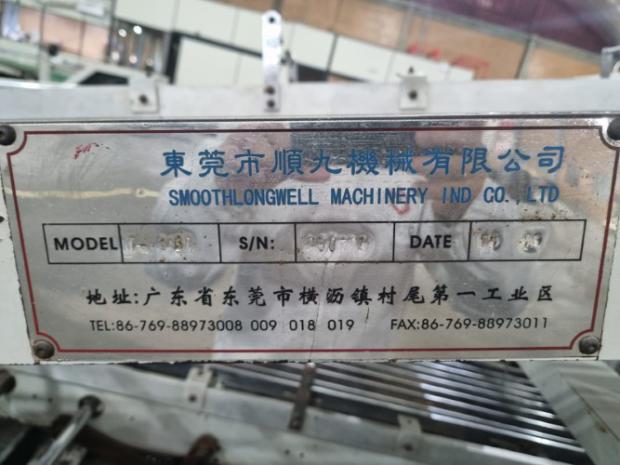 東莞市順九機械有限公司
SMOOTHLONGWELL MACHINERY IND CO.,LTD
MODEL S/N: DATE
地址:广东省东莞市横沥镇村尾第一工业区
TEL:86-769-88973008 009 018 019 FAX:86-769-88973011